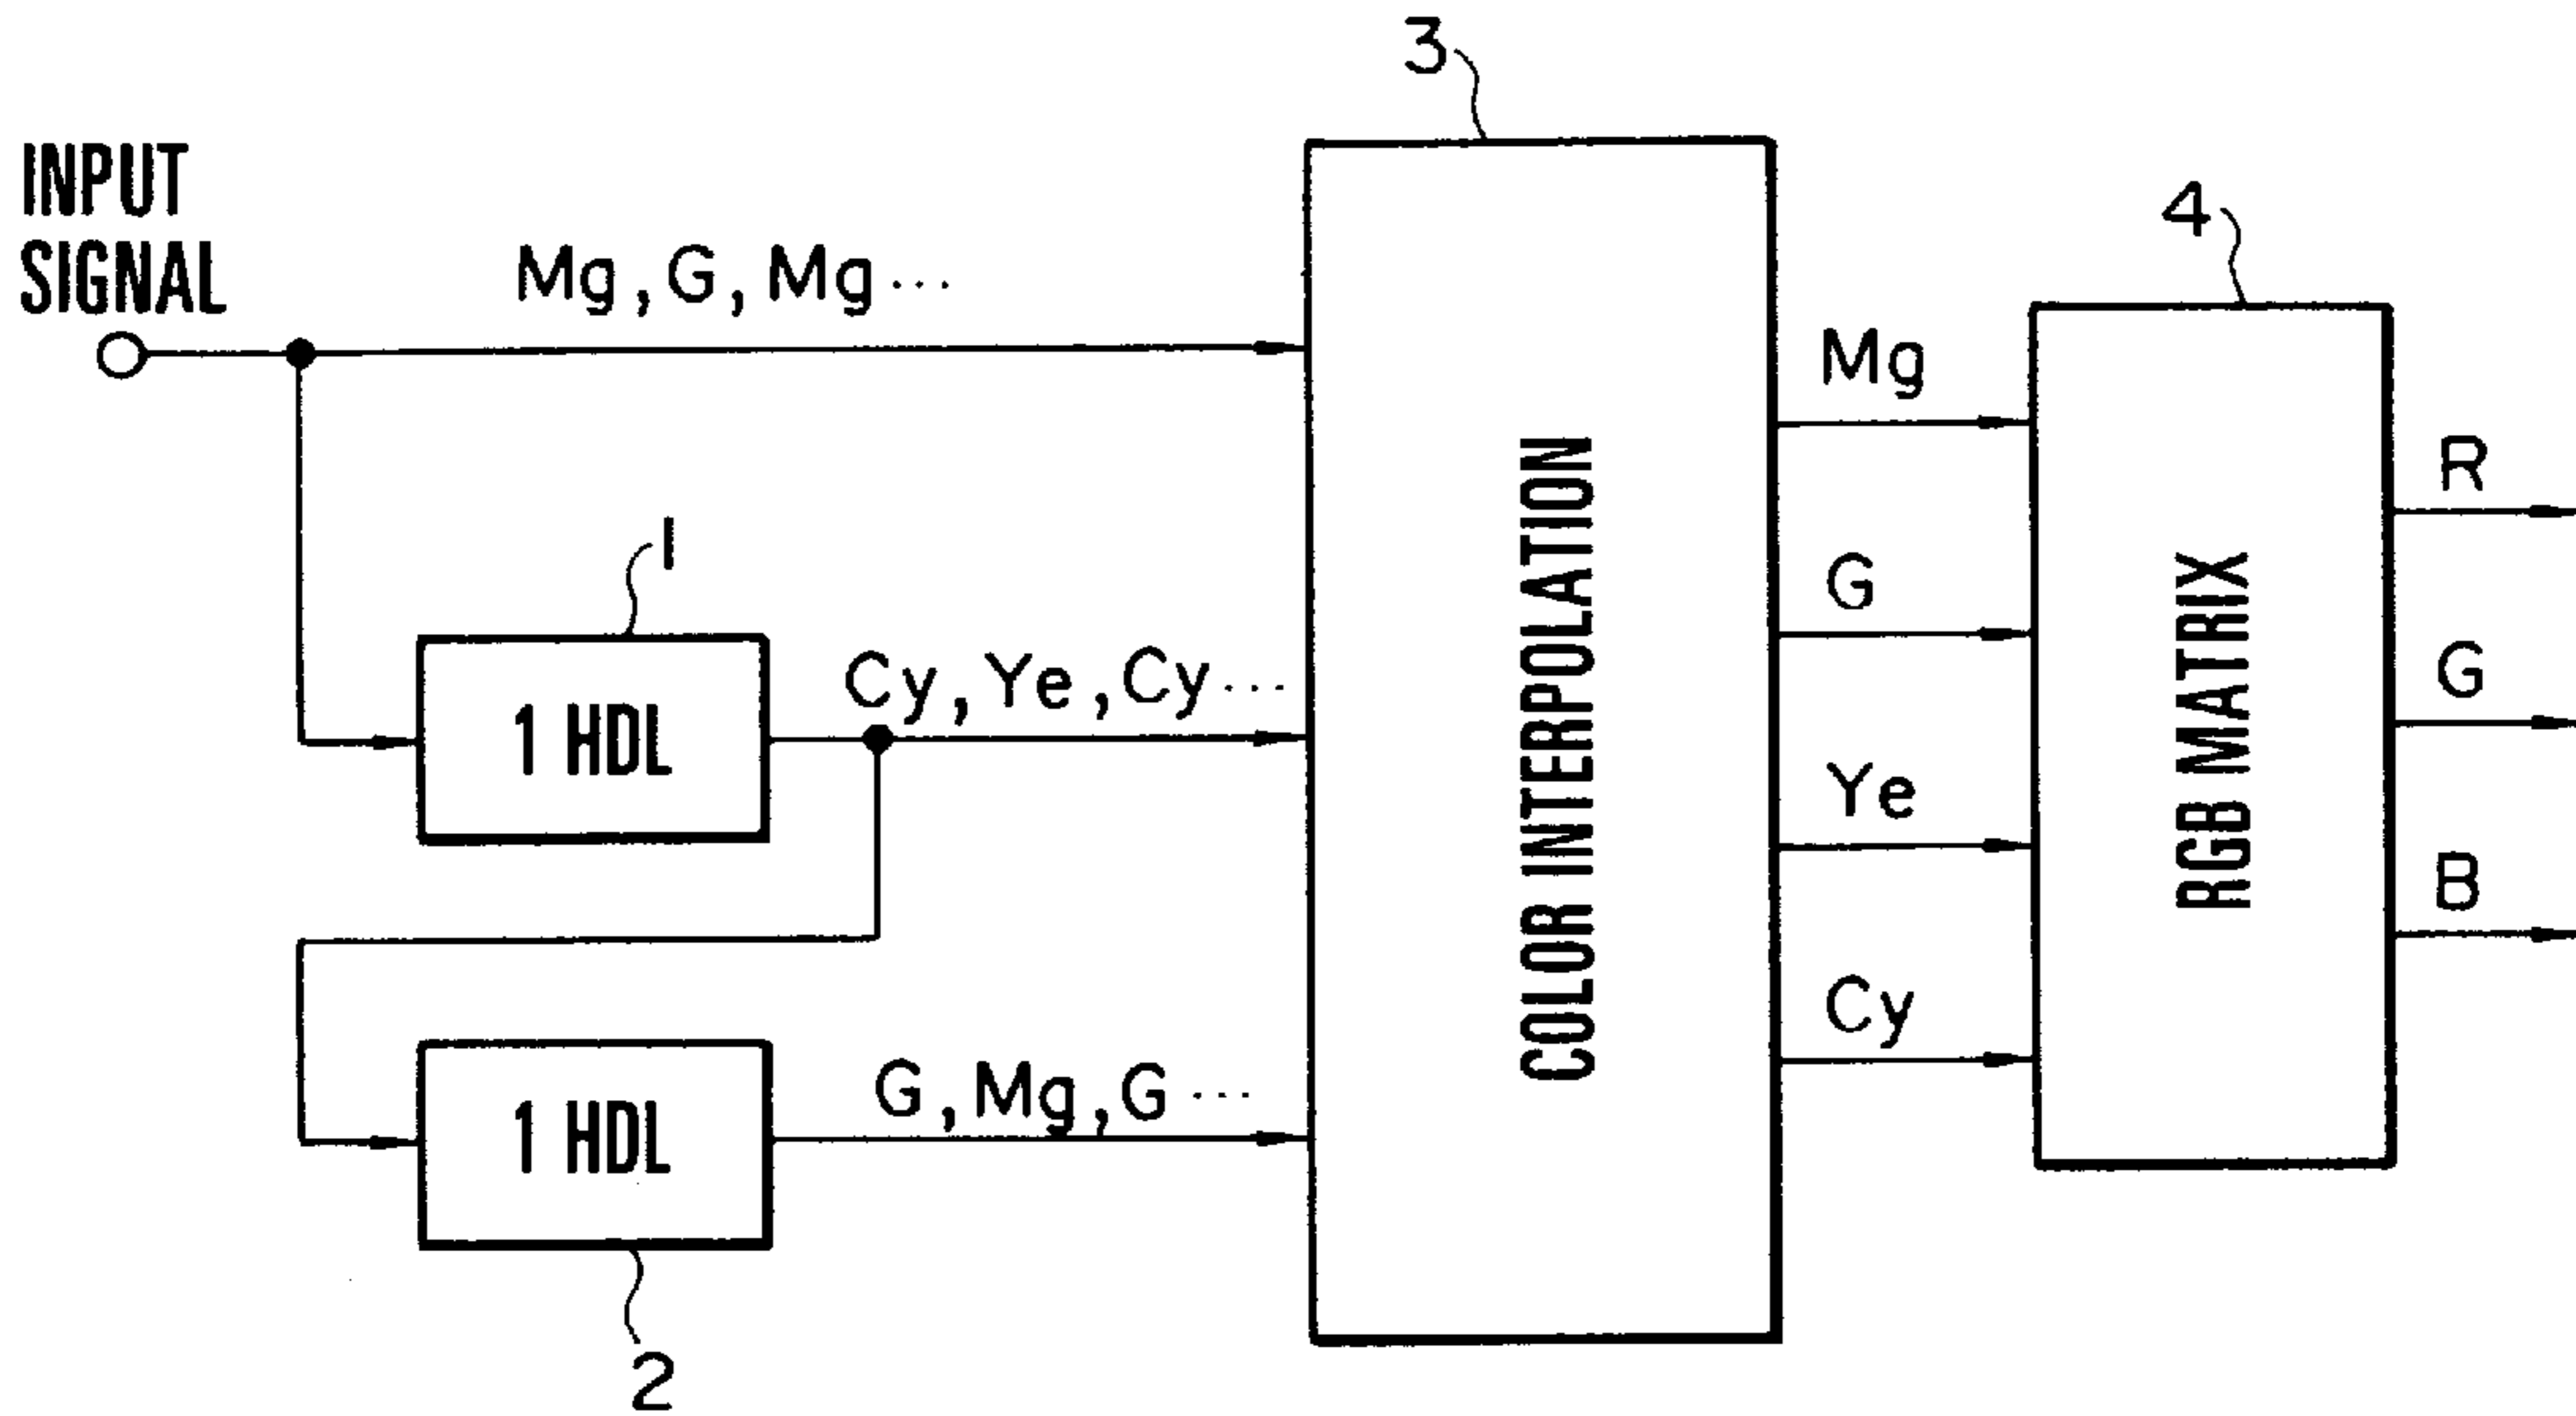 INPUT
SIGNAL
Mg, G, Mg ...
1
1 HDL
Cy, Ye, Cy ...
1 HDL
2
G, Mg, G ...
3
COLOR INTERPOLATION
Mg
G
Ye
Cy
4
RGB MATRIX
R
G
B